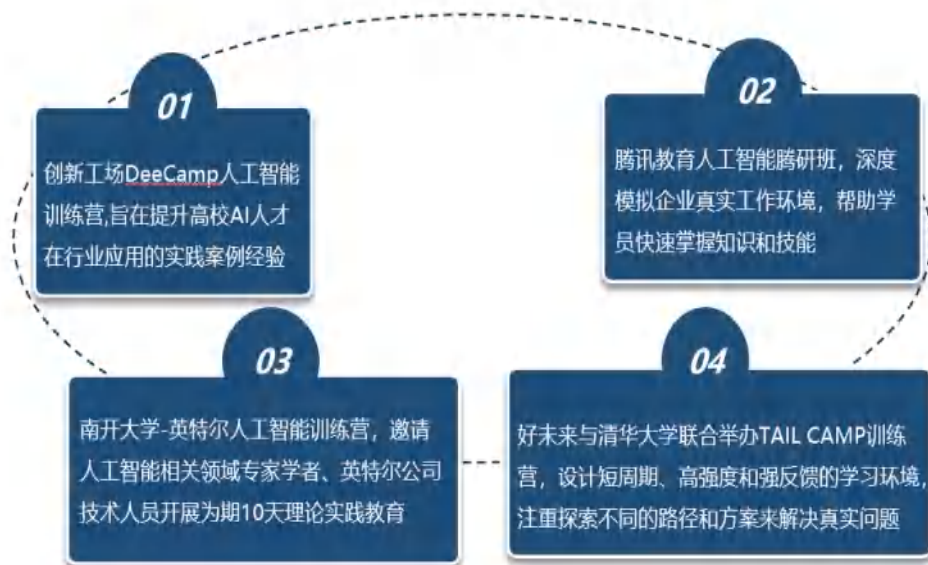 01
创新工场DeeCamp人工智能
训练营,旨在提升高校AI人才
在行业应用的实践案例经验
02
腾讯教育人工智能腾研班，深度
模拟企业真实工作环境，帮助学
员快速掌握知识和技能
03
南开大学-英特尔人工智能训练营，邀请
人工智能相关领域专家学者、英特尔公司
技术人员开展为期10天理论实践教育
04
好未来与清华大学联合举办TAIL CAMP训练
营，设计短周期、高强度和强反馈的学习环境，
注重探索不同的路径和方案来解决真实问题